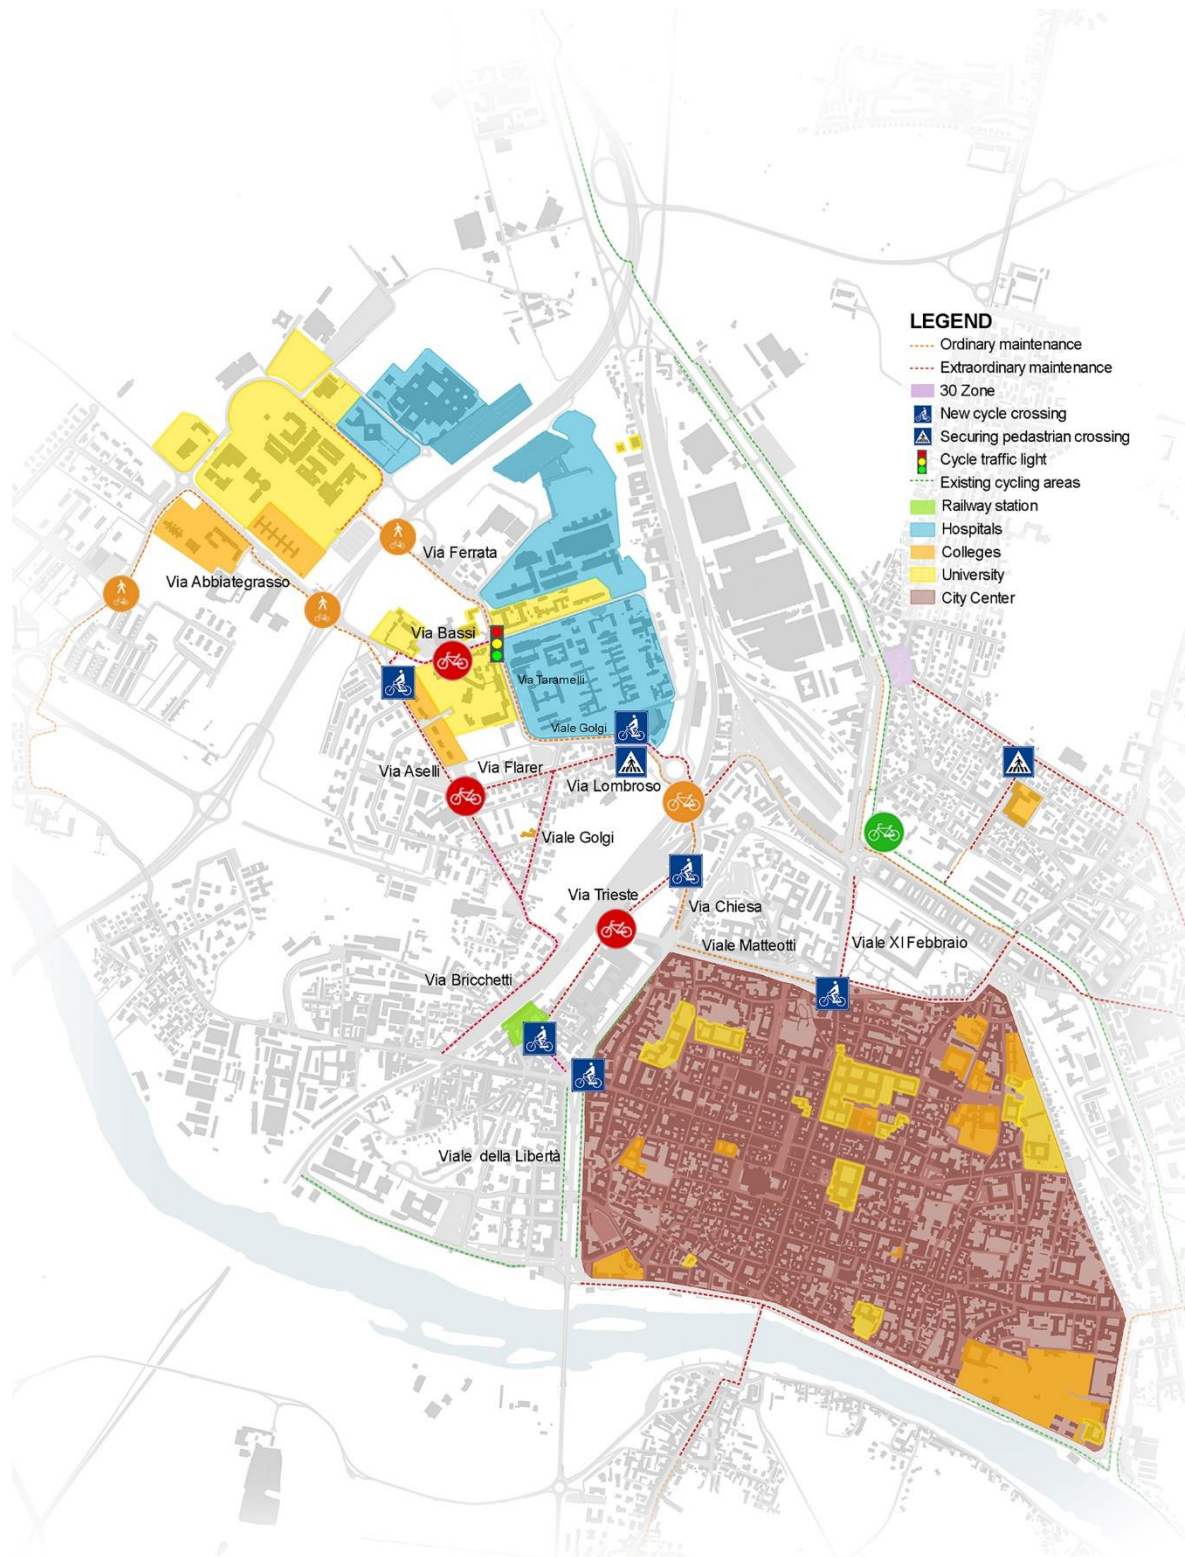 LEGEND
Ordinary maintenance
Extraordinary maintenance
30 Zone
New cycle crossing
Securing pedastrian crossing
Cycle traffic light
Existing cycling areas
Railway station
Hospitals
Colleges
University
City Center
Via Ferrata
Via Abbiategrasso
Via Bassi
Via Taramelli
Viale Golgi
Via Aselli
Via Flarer
Via Lombroso
Viale Golgi
Via Trieste
Via Chiesa
Viale Matteotti
Viale XI Febbraio
Via Bricchetti
Viale della Libertà